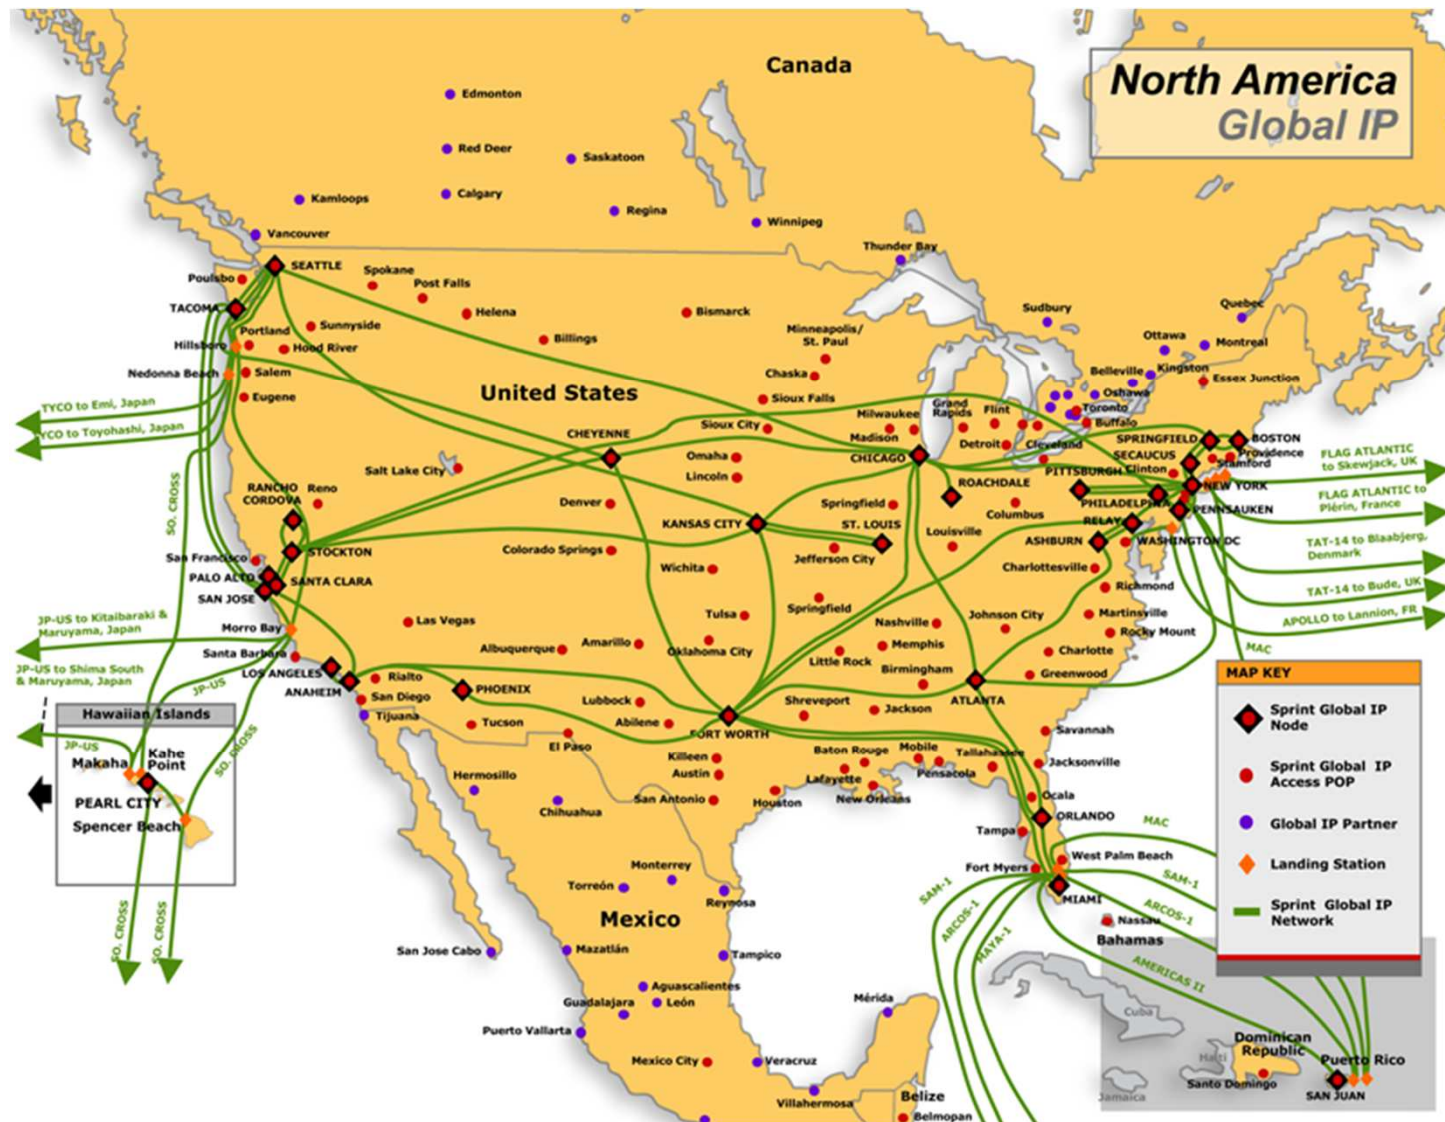 Canada
North America
Global IP
Edmonton
Red Deer
Saskatoon
Calgary
Kamloops
Regina
Winnipeg
Vancouver
Thunder Bay
SEATTLE
Poulsbo
Spokane
Post Falls
TACOMA
Helena
Bismarck
Sudbury
Quebec
Portland
Sunnyside
Minneapolis/
St. Paul
Hillsboro
Hood River
Billings
Ottawa
Montreal
Nedonna Beach
Salem
Chaska
Belleville
Kingston
Essex Junction
Eugene
United States
Sioux Falls
Oshawa
TYCO to Emi, Japan
YCO to Toyohashi, Japan
Grand
Rapids
Flint
Toronto
Milwaukee
Buffalo
Sioux City
CHEYENNE
Madison
Detroit
Cleveland
SPRINGFIELD
BOSTON
CHICAGO
SECAUCUS
Providence
Stamford
Omaha
Salt Lake City
Lincoln
PITTSBURGH
Clinton
FLAG ATLANTIC
to Skewjack, UK
RANCHO
CORDOVA
Reno
ROACHDALE
NEW YORK
Denver
Springfield
Columbus
PHILADELPHIA
PENNSAUKEN
FLAG ATLANTIC to
Plérin, France
SO. CROSS
KANSAS CITY
ST. LOUIS
Louisville
RELAY
STOCKTON
Colorado Springs
Jefferson City
ASHBURN
WASHINGTON DC
TAT-14 to Blaabjerg,
Denmark
San Francisco
PALO ALTO
SANTA CLARA
Wichita
Charlottesville
SAN JOSE
Richmond
TAT-14 to Bude, UK
JP-US to Kitaibaraki &
Maruyama, Japan
Las Vegas
Tulsa
Springfield
Nashville
Johnson City
Martinsville
APOLLO to Lannion, FR
Morro Bay
Rocky Mount
Santa Barbara
Albuquerque
Amarillo
Oklahoma City
Memphis
Little Rock
Charlotte
MAC
JP-US to Shima South
& Maruyama, Japan
LOS ANGELES
Rialto
Birmingham
Greenwood
MAP KEY
JP-US
ANAHEIM
San Diego
PHOENIX
Lubbock
Shreveport
Jackson
ATLANTA
Sprint Global IP
Node
Hawaiian Islands
Tijuana
Tucson
Abilene
FORT WORTH
Savannah
El Paso
JP-US
Kahe
Point
Makaha
SO. CROSS
Killeen
Baton Rouge
Mobile
Tallahassee
Jacksonville
Sprint Global IP
Access POP
Hermosillo
Austin
Lafayette
Pensacola
PEARL CITY
Chihuahua
San Antonio
Houston
New Orleans
Ocala
Spencer Beach
ORLANDO
MAC
Global IP Partner
Tampa
West Palm Beach
Monterrey
Fort Myers
Landing Station
Torreón
Reynosa
SAM-1
SAM-1
MIAMI
SO. CROSS
SO. CROSS
Mexico
ARCOS-1
ARCOS-1
Nassau
Bahamas
Sprint Global IP
Network
MAYA-1
San Jose Cabo
Mazatlán
Tampico
AMERICAS II
Aguascalientes
Guadalajara
León
Mérida
Cuba
Puerto Vallarta
Dominican
Republic
Haiti
Puerto Rico
Mexico City
Veracruz
Santo Domingo
SAN JUAN
Jamaica
Villahermosa
Belize
Belmopan